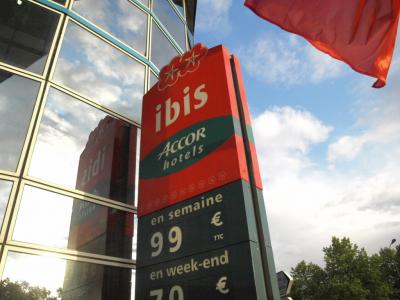 ibis
ACCOR
hotels
en semaine
99 €
TTC
en week-end
€